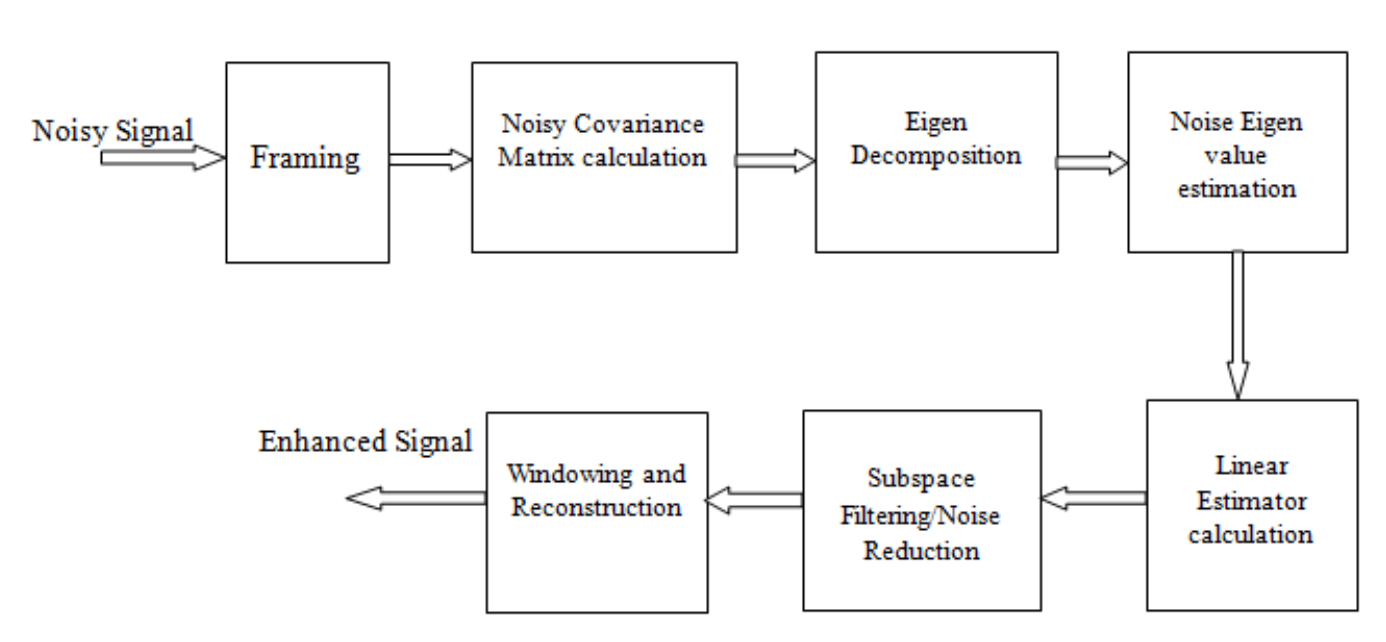 Noisy Signal
Framing
Noisy Covariance
Matrix calculation
Eigen
Decomposition
Noise Eigen
value
estimation
Linear
Estimator
calculation
Subspace
Filtering/Noise
Reduction
Windowing and
Reconstruction
Enhanced Signal